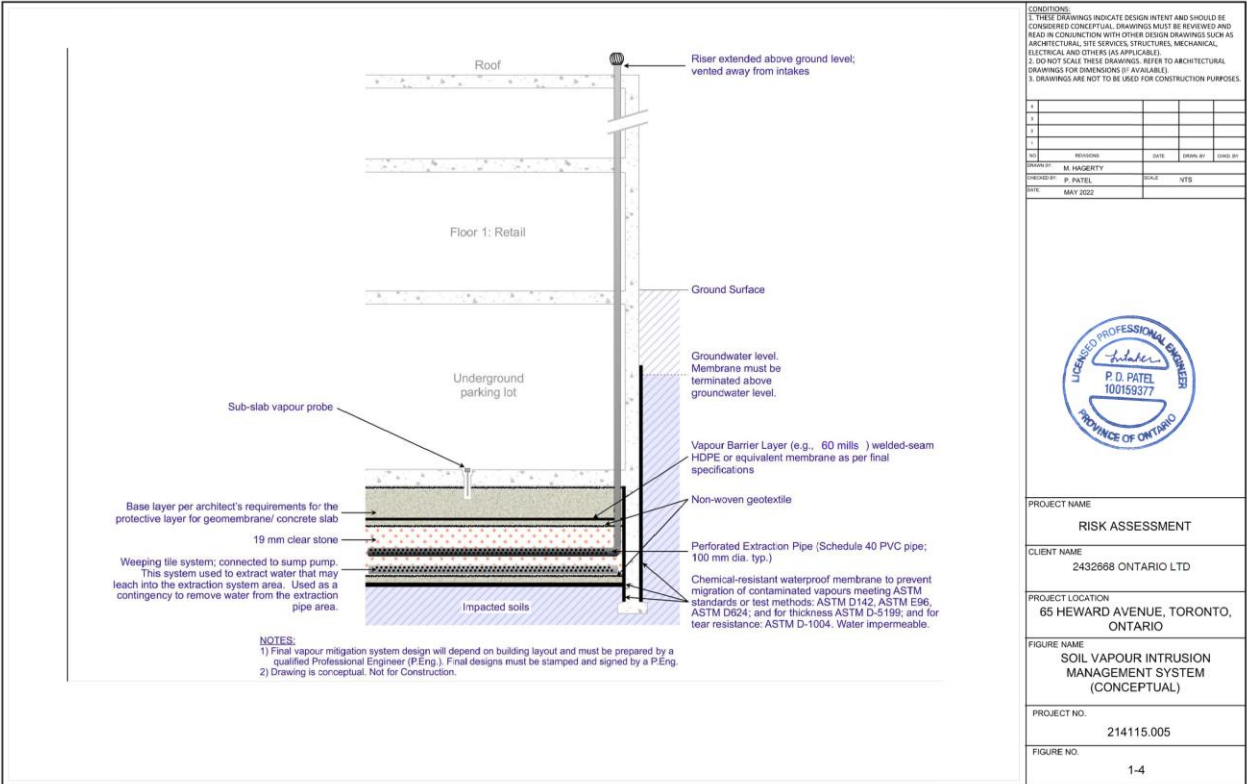 Roof
Riser extended above ground level;
vented away from intakes
Floor 1: Retail
Ground Surface
Groundwater level.
Membrane must be
terminated above
groundwater level.
Underground
parking lot
Sub-slab vapour probe
Vapour Barrier Layer (e.g., 60 mills ) welded-seam
HDPE or equivalent membrane as per final
specifications
Non-woven geotextile
Base layer per architect's requirements for the
protective layer for geomembrane/ concrete slab
19 mm clear stone
Perforated Extraction Pipe (Schedule 40 PVC pipe;
100 mm dia. typ.)
Weeping tile system; connected to sump pump.
This system used to extract water that may
leach into the extraction system area. Used as a
contingency to remove water from the extraction
pipe area.
Chemical-resistant waterproof membrane to prevent
migration of contaminated vapours meeting ASTM
standards or test methods: ASTM D142, ASTM E96,
ASTM D624; and for thickness ASTM D-5199; and for
tear resistance: ASTM D-1004. Water impermeable.
Impacted soils
NOTES:
1) Final vapour mitigation system design will depend on building layout and must be prepared by a
qualified Professional Engineer (P.Eng.). Final designs must be stamped and signed by a P.Eng.
2) Drawing is conceptual. Not for Construction.
CONDITIONS:
1. THESE DRAWINGS INDICATE DESIGN INTENT AND SHOULD BE
CONSIDERED CONCEPTUAL. DRAWINGS MUST BE REVIEWED AND
READ IN CONJUNCTION WITH OTHER DESIGN DRAWINGS SUCH AS
ARCHITECTURAL, SITE SERVICES, STRUCTURES, MECHANICAL,
ELECTRICAL AND OTHERS (AS APPLICABLE).
2. DO NOT SCALE THESE DRAWINGS. REFER TO ARCHITECTURAL
DRAWINGS FOR DIMENSIONS (IF AVAILABLE).
3. DRAWINGS ARE NOT TO BE USED FOR CONSTRUCTION PURPOSES.
4
3
2
1
NO REVISIONS DATE DRWN. BY CHKD. BY
DRAWN BY: M. HAGERTY
CHECKED BY: P. PATEL SCALE NTS
DATE: MAY 2022
LICENSED PROFESSIONAL ENGINEER
P. D. PATEL
100159377
PROVINCE OF ONTARIO
PROJECT NAME
RISK ASSESSMENT
CLIENT NAME
2432668 ONTARIO LTD
PROJECT LOCATION
65 HEWARD AVENUE, TORONTO,
ONTARIO
FIGURE NAME
SOIL VAPOUR INTRUSION
MANAGEMENT SYSTEM
(CONCEPTUAL)
PROJECT NO.
214115.005
FIGURE NO.
1-4